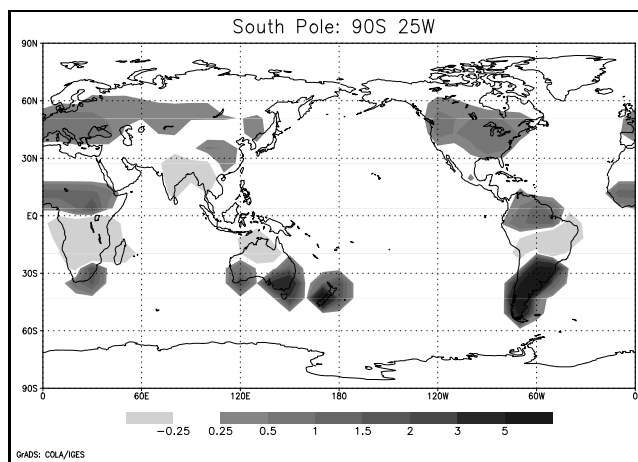 South Pole: 90S 25W
90N
60N
30N
EQ
30S
60S
90S
0 60E 120E 180 120W 60W 0
-0.25 0.25 0.5 1 1.5 2 3 5
GrADS: COLA/IGES